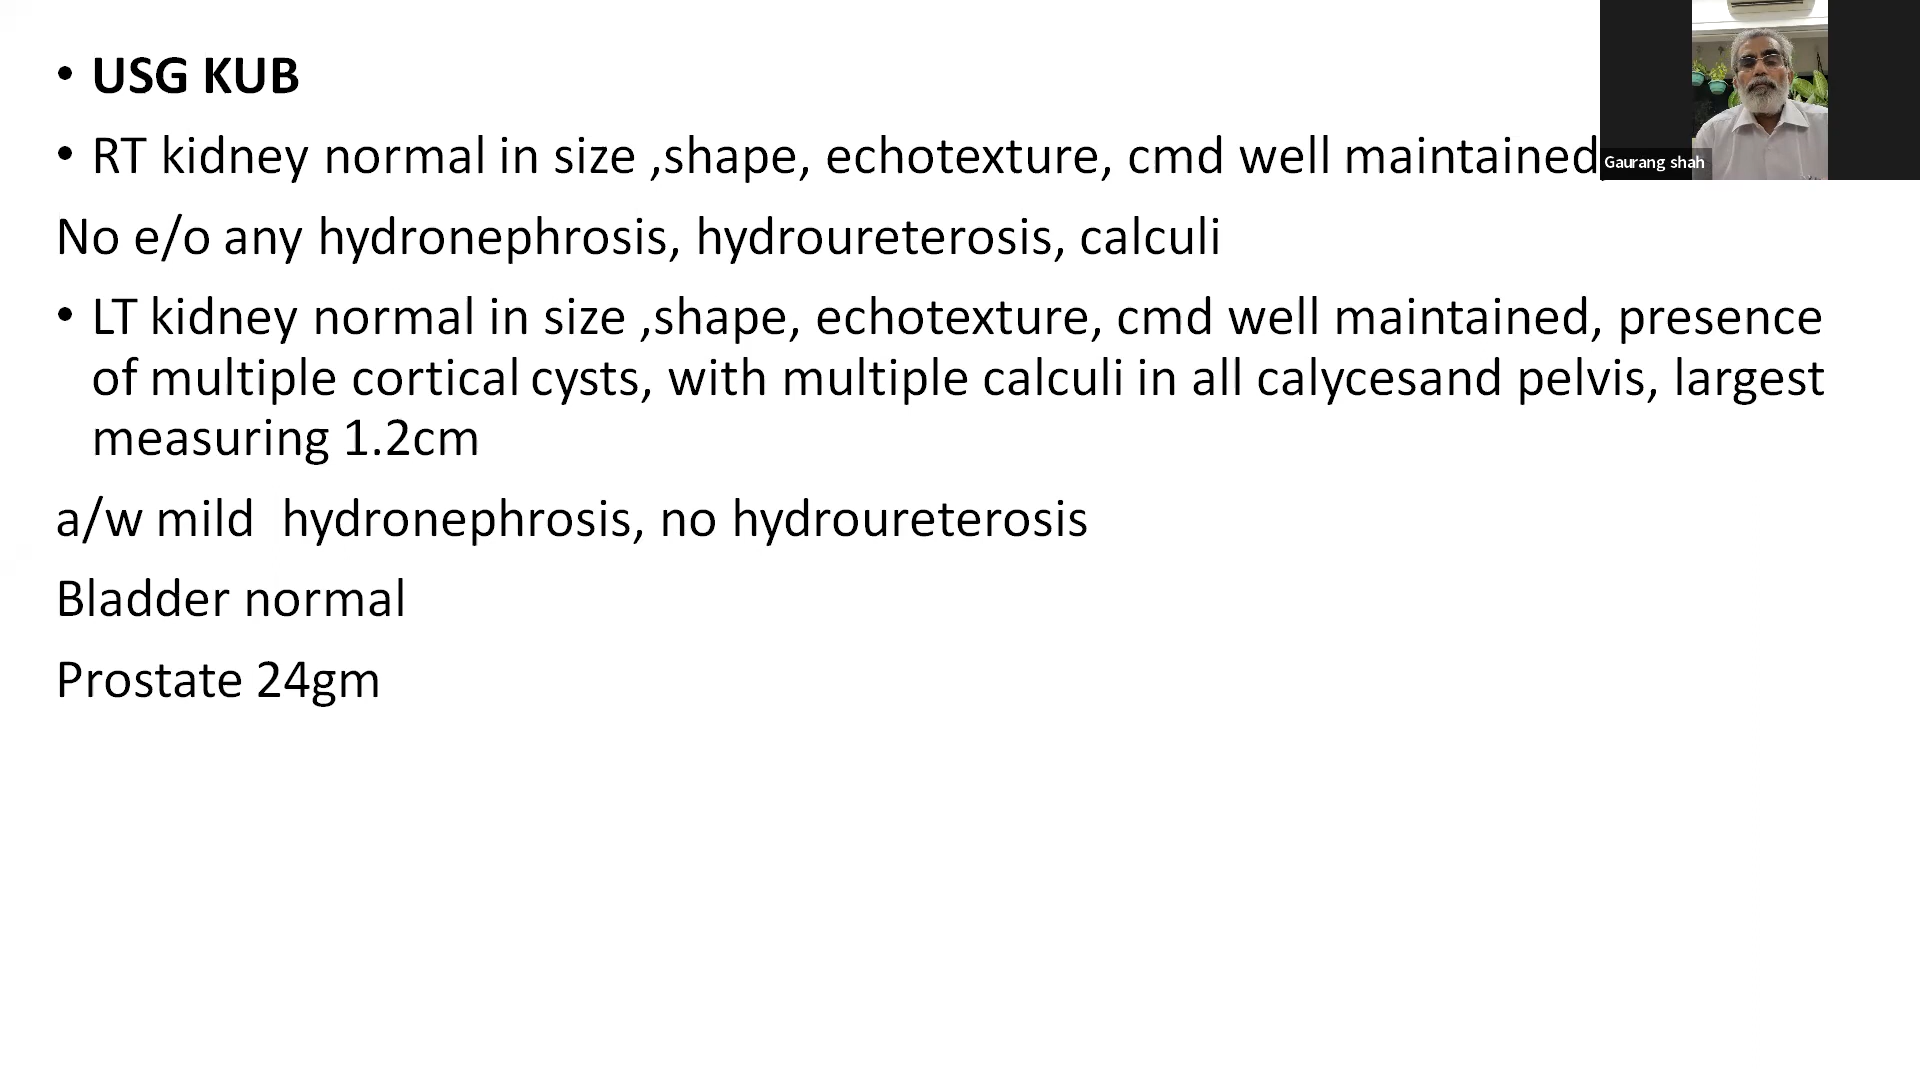 • USG KUB
• RT kidney normal in size ,shape, echotexture, cmd well maintained,
Gaurang shah
No e/o any hydronephrosis, hydroureterosis, calculi
• LT kidney normal in size ,shape, echotexture, cmd well maintained, presence
of multiple cortical cysts, with multiple calculi in all calycesand pelvis, largest
measuring 1.2cm
a/w mild  hydronephrosis, no hydroureterosis
Bladder normal
Prostate 24gm